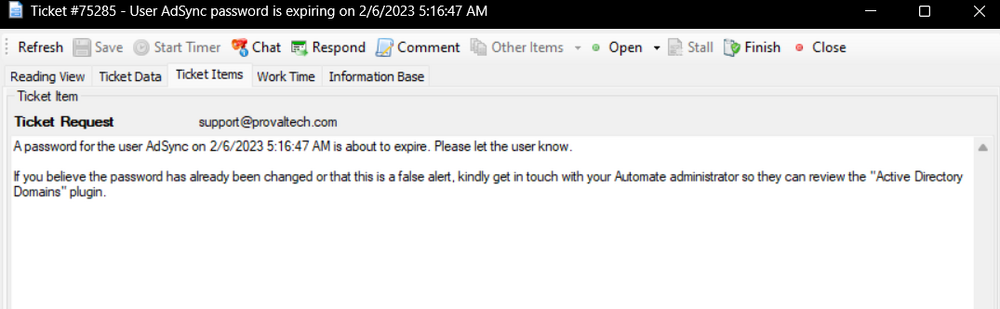 Ticket #75285 - User AdSync password is expiring on 2/6/2023 5:16:47 AM
Refresh Save Start Timer Chat Respond Comment Other Items Open Stall Finish Close
Reading View Ticket Data Ticket Items Work Time Information Base
Ticket Item
Ticket Request support@provaltech.com
A password for the user AdSync on 2/6/2023 5:16:47 AM is about to expire. Please let the user know.
If you believe the password has already been changed or that this is a false alert, kindly get in touch with your Automate administrator so they can review the "Active Directory
Domains" plugin.